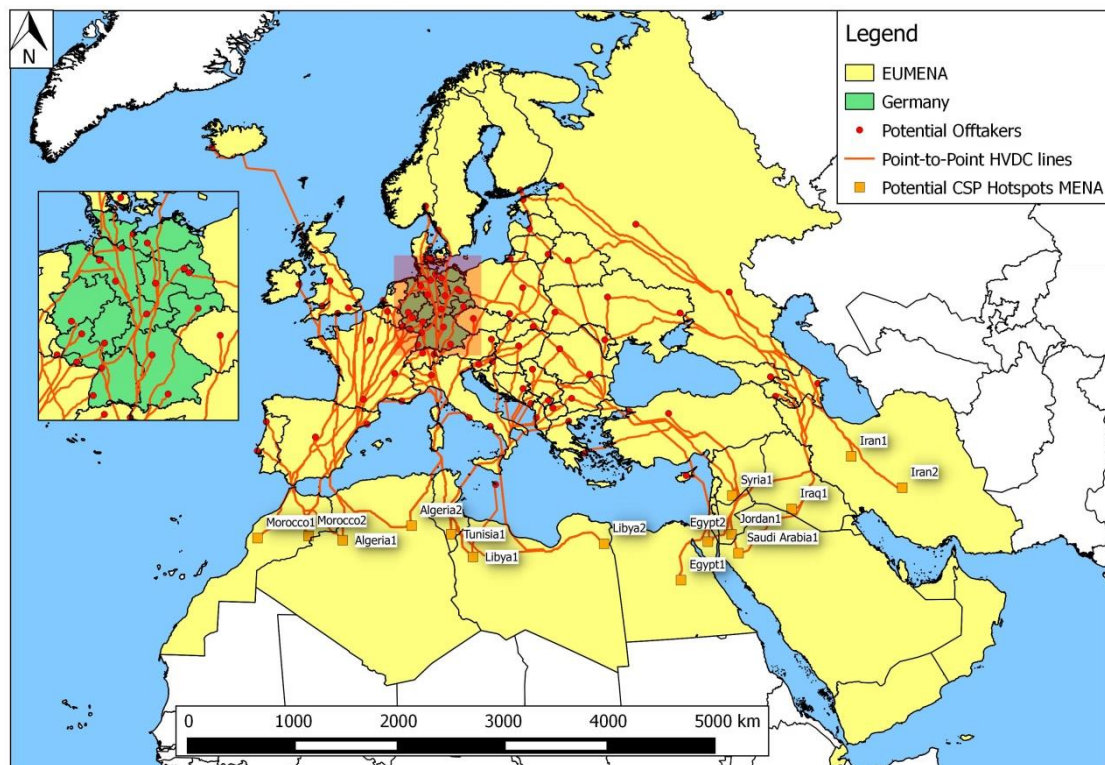 N
Legend
EUMENA
Germany
Potential Offtakers
Point-to-Point HVDC lines
Potential CSP Hotspots MENA
Iran1
Iran2
Syria1
Iraq1
Algeria2
Libya2
Egypt2
Jordan1
Morocco1
Morocco2
Tunisia1
Saudi Arabia1
Algeria1
Libya1
Egypt1
0 1000 2000 3000 4000 5000 km